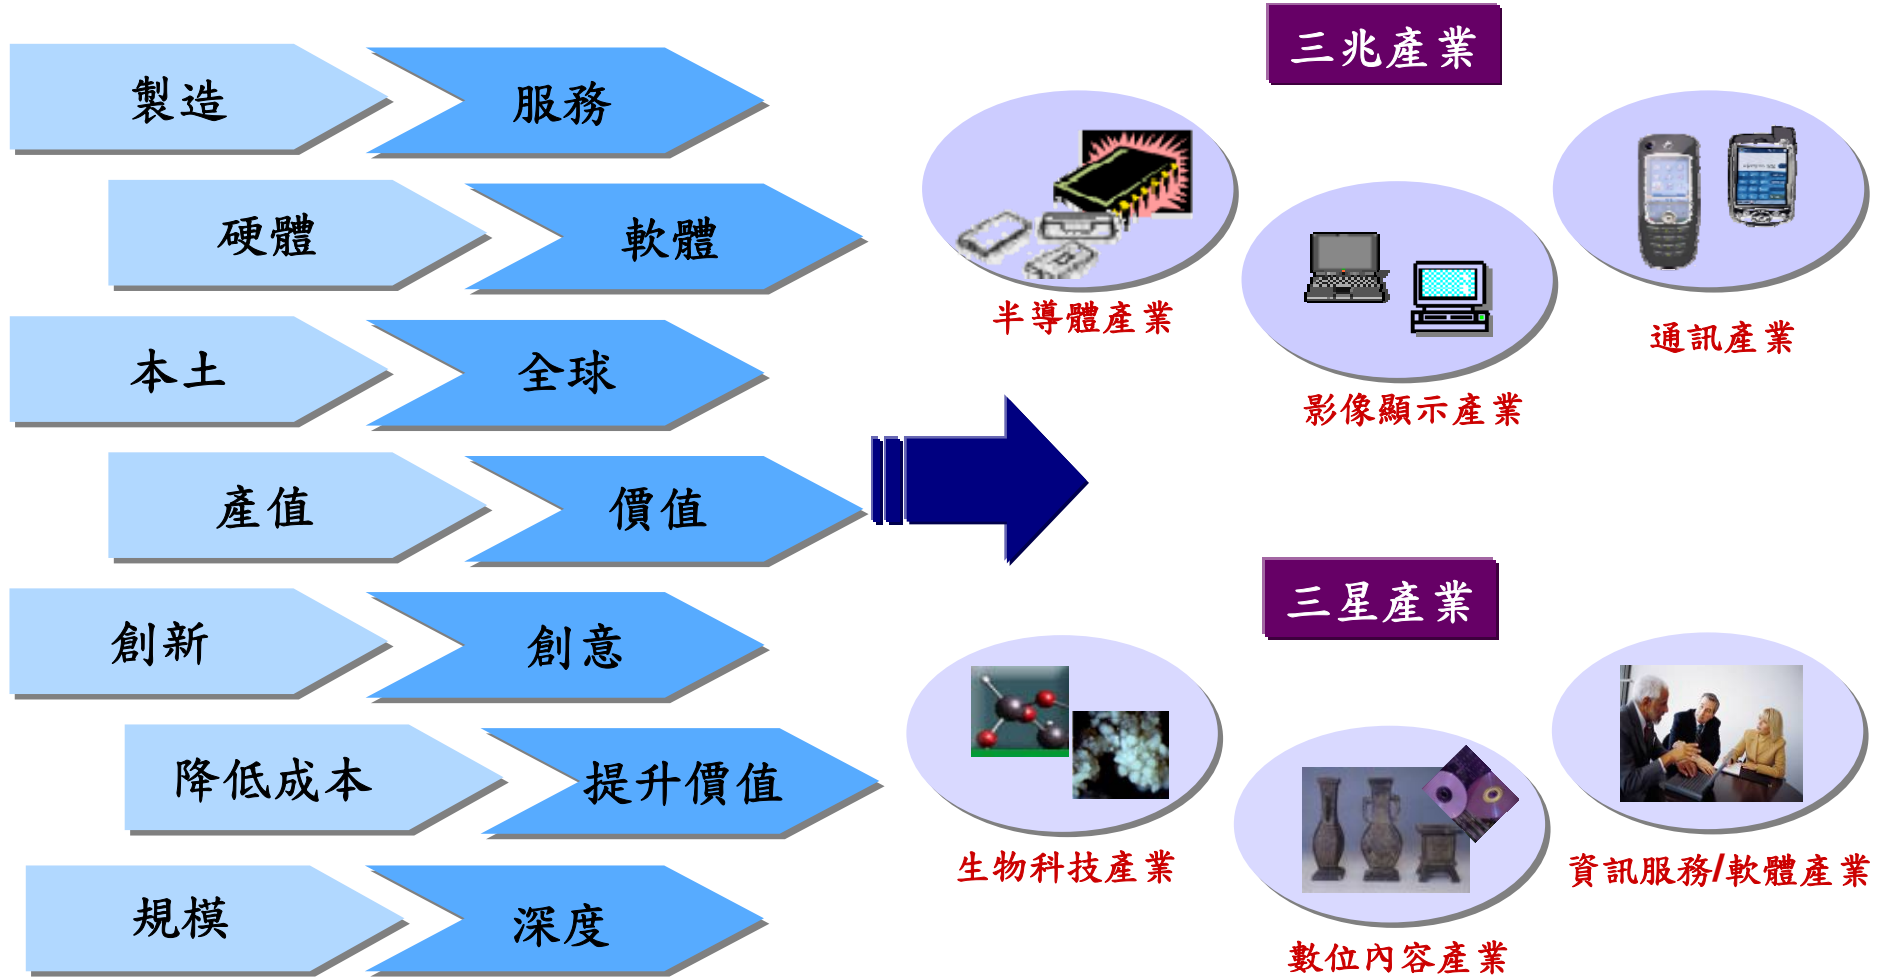 製造
服務
硬體
軟體
本土
全球
產值
價值
創新
創意
降低成本
提升價值
規模
深度
三兆產業
半導體產業
影像顯示產業
通訊產業
三星產業
生物科技產業
數位內容產業
資訊服務/軟體產業